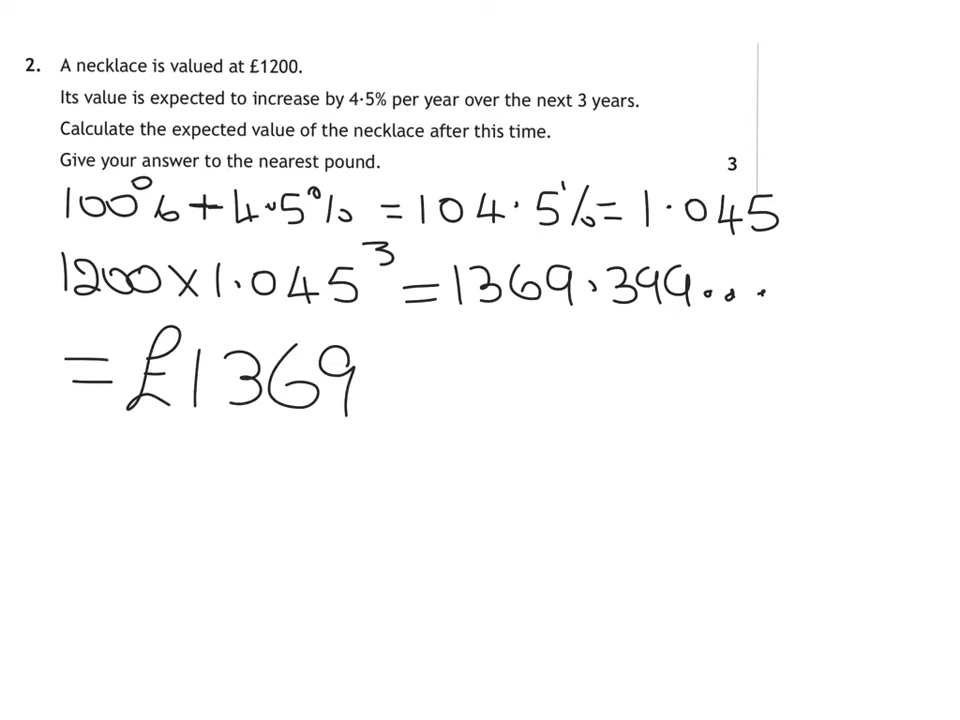 2. A necklace is valued at £1200.
Its value is expected to increase by 4·5% per year over the next 3 years.
Calculate the expected value of the necklace after this time.
Give your answer to the nearest pound. 3
100% + 4.5% = 104.5% = 1.045
1200 × 1.045³ = 1369.399...
= £1369